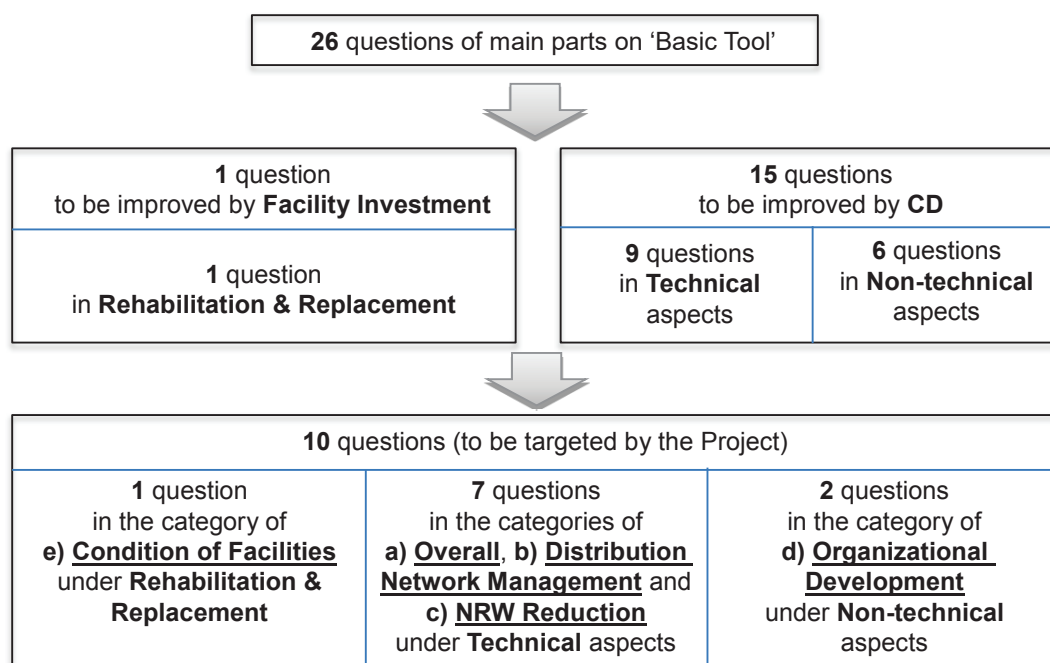 26 questions of main parts on ‘Basic Tool’
1 question
to be improved by Facility Investment
1 question
in Rehabilitation & Replacement
15 questions
to be improved by CD
9 questions
in Technical
aspects
6 questions
in Non-technical
aspects
10 questions (to be targeted by the Project)
1 question
in the category of
e) Condition of Facilities
under Rehabilitation &
Replacement
7 questions
in the categories of
a) Overall, b) Distribution
Network Management and
c) NRW Reduction
under Technical aspects
2 questions
in the category of
d) Organizational
Development
under Non-technical
aspects